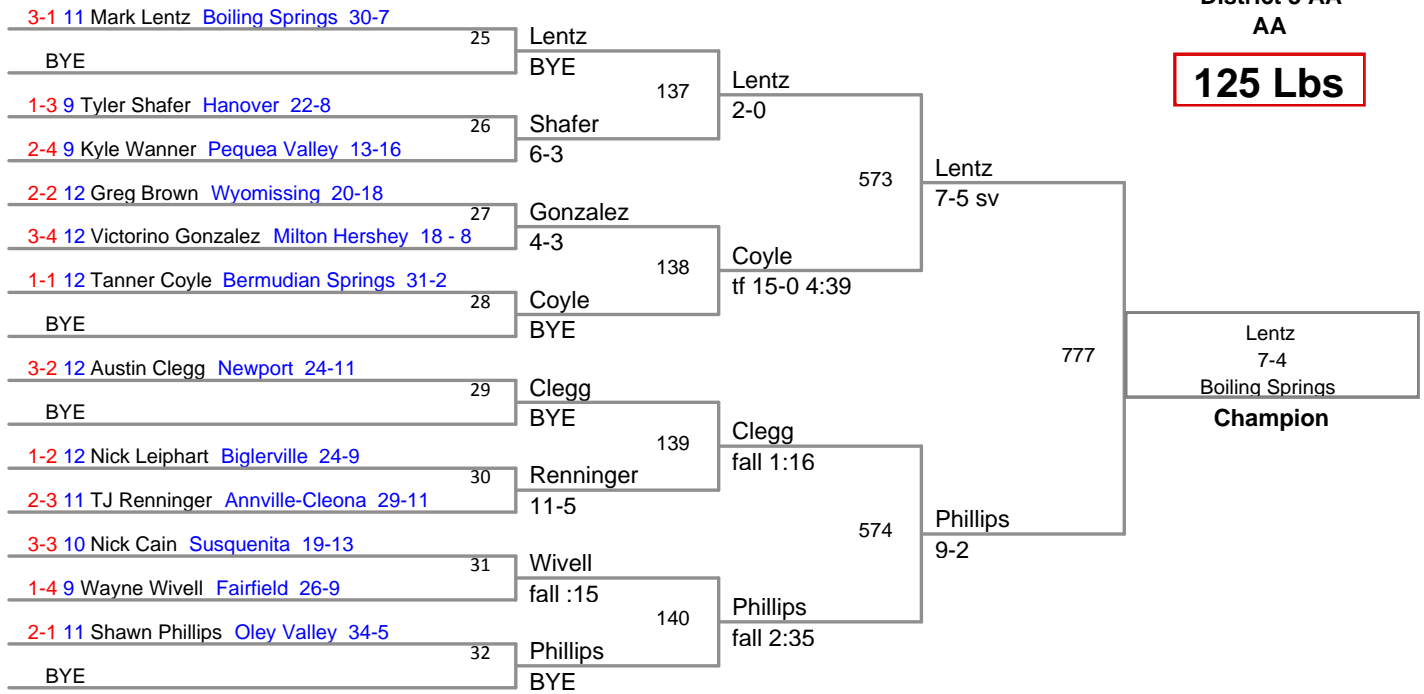 District 3 AA
AA
125 Lbs
3-1 11 Mark Lentz Boiling Springs 30-7
25
BYE
Lentz
BYE
137
1-3 9 Tyler Shafer Hanover 22-8
26
2-4 9 Kyle Wanner Pequea Valley 13-16
Shafer
6-3
Lentz
2-0
573
2-2 12 Greg Brown Wyomissing 20-18
27
3-4 12 Victorino Gonzalez Milton Hershey 18 - 8
Gonzalez
4-3
138
1-1 12 Tanner Coyle Bermudian Springs 31-2
28
BYE
Coyle
BYE
Coyle
tf 15-0 4:39
Lentz
7-5 sv
777
3-2 12 Austin Clegg Newport 24-11
29
BYE
Clegg
BYE
139
1-2 12 Nick Leiphart Biglerville 24-9
30
2-3 11 TJ Renninger Annville-Cleona 29-11
Renninger
11-5
Clegg
fall 1:16
574
3-3 10 Nick Cain Susquenita 19-13
31
1-4 9 Wayne Wivell Fairfield 26-9
Wivell
fall :15
140
2-1 11 Shawn Phillips Oley Valley 34-5
32
BYE
Phillips
BYE
Phillips
fall 2:35
Phillips
9-2
Lentz
7-4
Boiling Springs
Champion